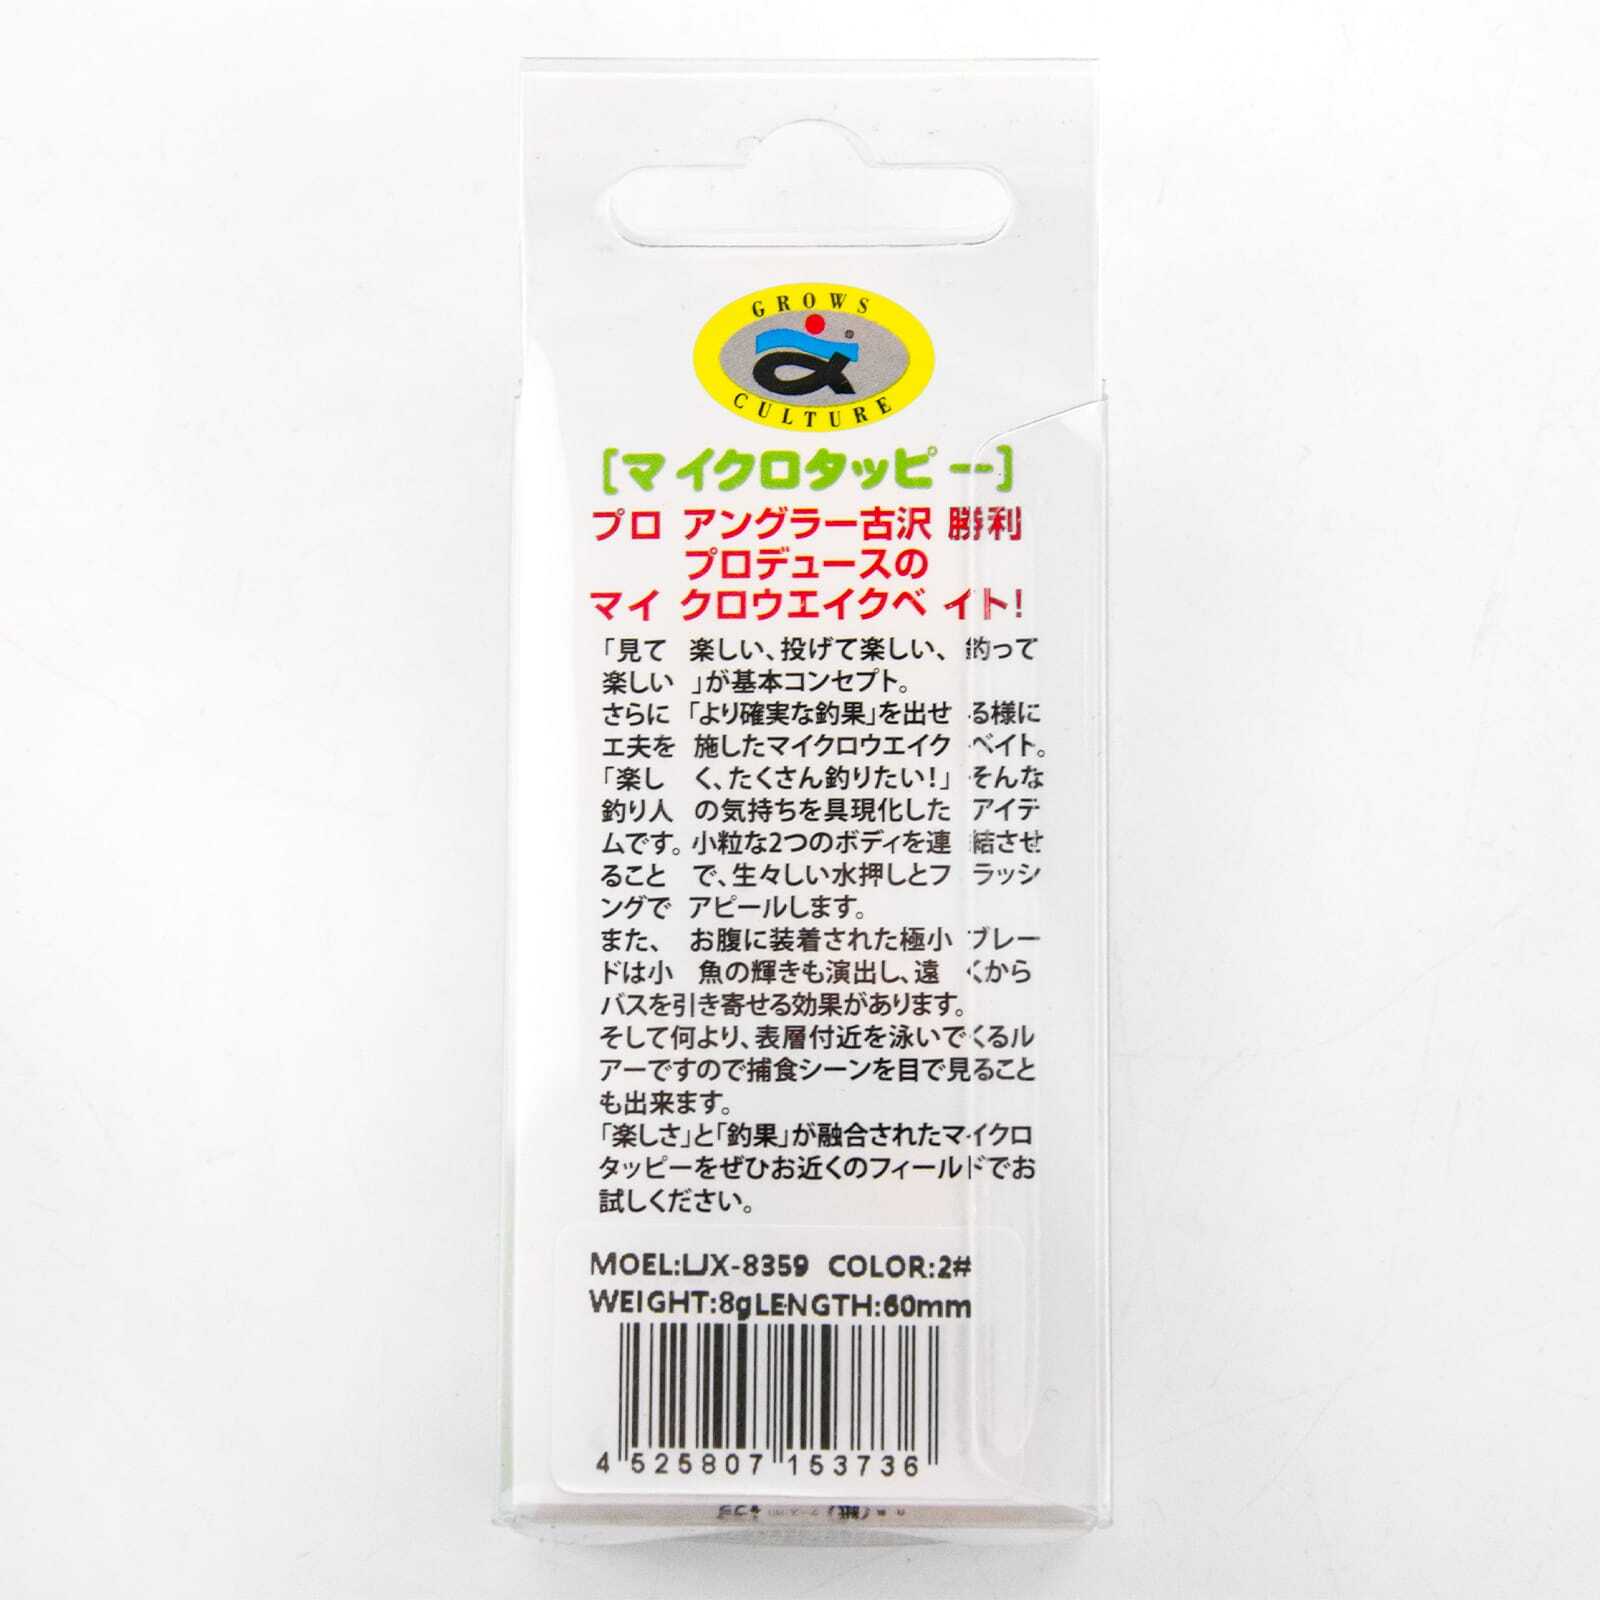 GROWS
CULTURE
[マイクロタッピー]
プロアングラー古沢勝利
プロデュースの
マイクロウエイクベイト!
「見て楽しい、投げて楽しい、釣って
楽しい」が基本コンセプト。
さらに「より確実な釣果」を出せる様に
工夫を施したマイクロウエイクベイト。
「楽しく、たくさん釣りたい!」そんな
釣り人の気持ちを具現化したアイテ
ムです。小粒な2つのボディを連結させ
ることで、生々しい水押しとフラッシ
ングでアピールします。
また、お腹に装着された極小ブレー
ドは小魚の輝きも演出し、遠くから
バスを引き寄せる効果があります。
そして何より、表層付近を泳いでくるル
アーですので捕食シーンを目で見ること
も出来ます。
「楽しさ」と「釣果」が融合されたマイクロ
タッピーをぜひお近くのフィールドでお
試しください。
MOEL:LJX-8359 COLOR:2#
WEIGHT:8gLENGTH:60mm
4 525807 153736